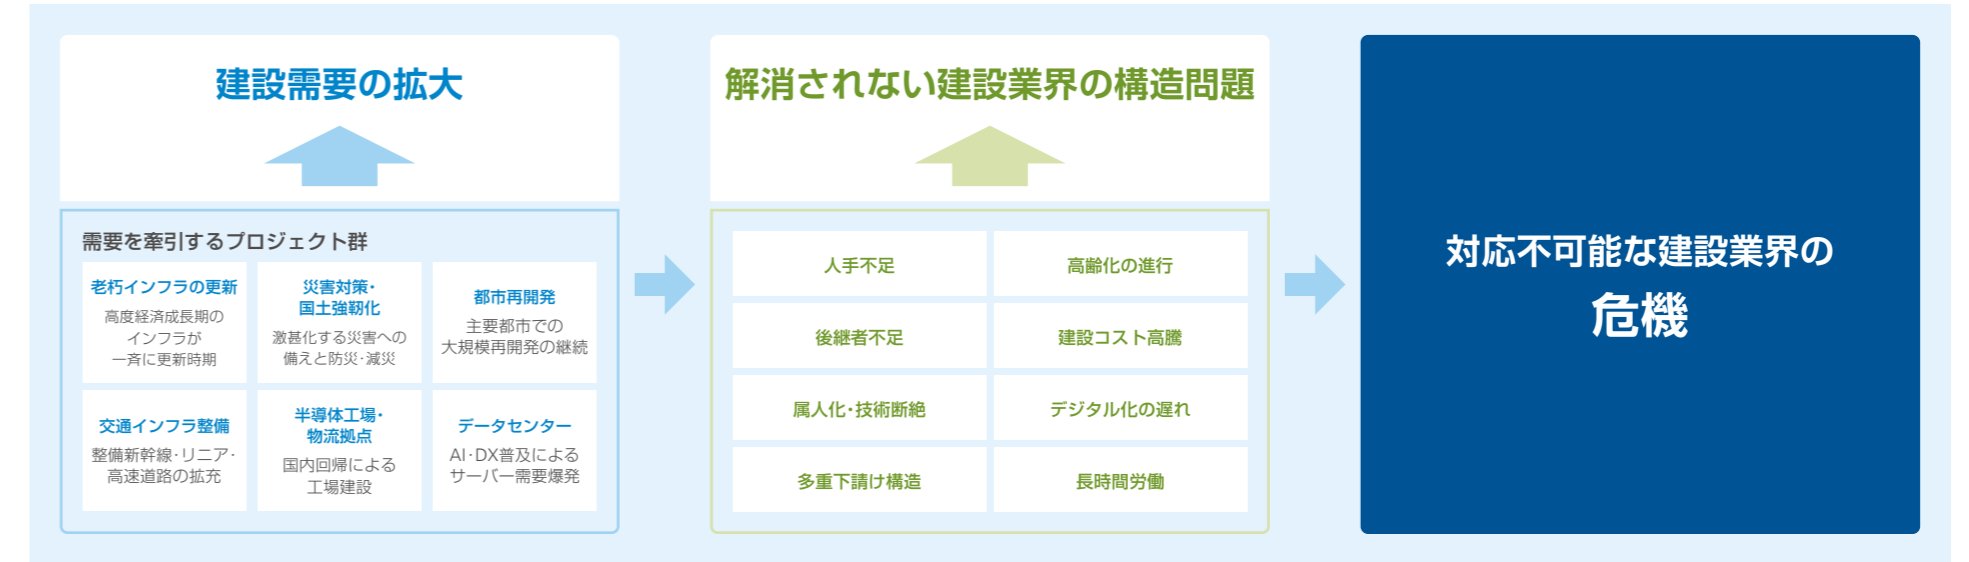 建設需要の拡大
需要を牽引するプロジェクト群
老朽インフラの更新
高度経済成長期の
インフラが
一斉に更新時期
災害対策・
国土強靭化
激甚化する災害への
備えと防災・減災
都市再開発
主要都市での
大規模再開発の継続
交通インフラ整備
整備新幹線・リニア・
高速道路の拡充
半導体工場・
物流拠点
国内回帰による
工場建設
データセンター
AI・DX普及による
サーバー需要爆発
解消されない建設業界の構造問題
人手不足
高齢化の進行
後継者不足
建設コスト高騰
属人化・技術断絶
デジタル化の遅れ
多重下請け構造
長時間労働
対応不可能な建設業界の
危機